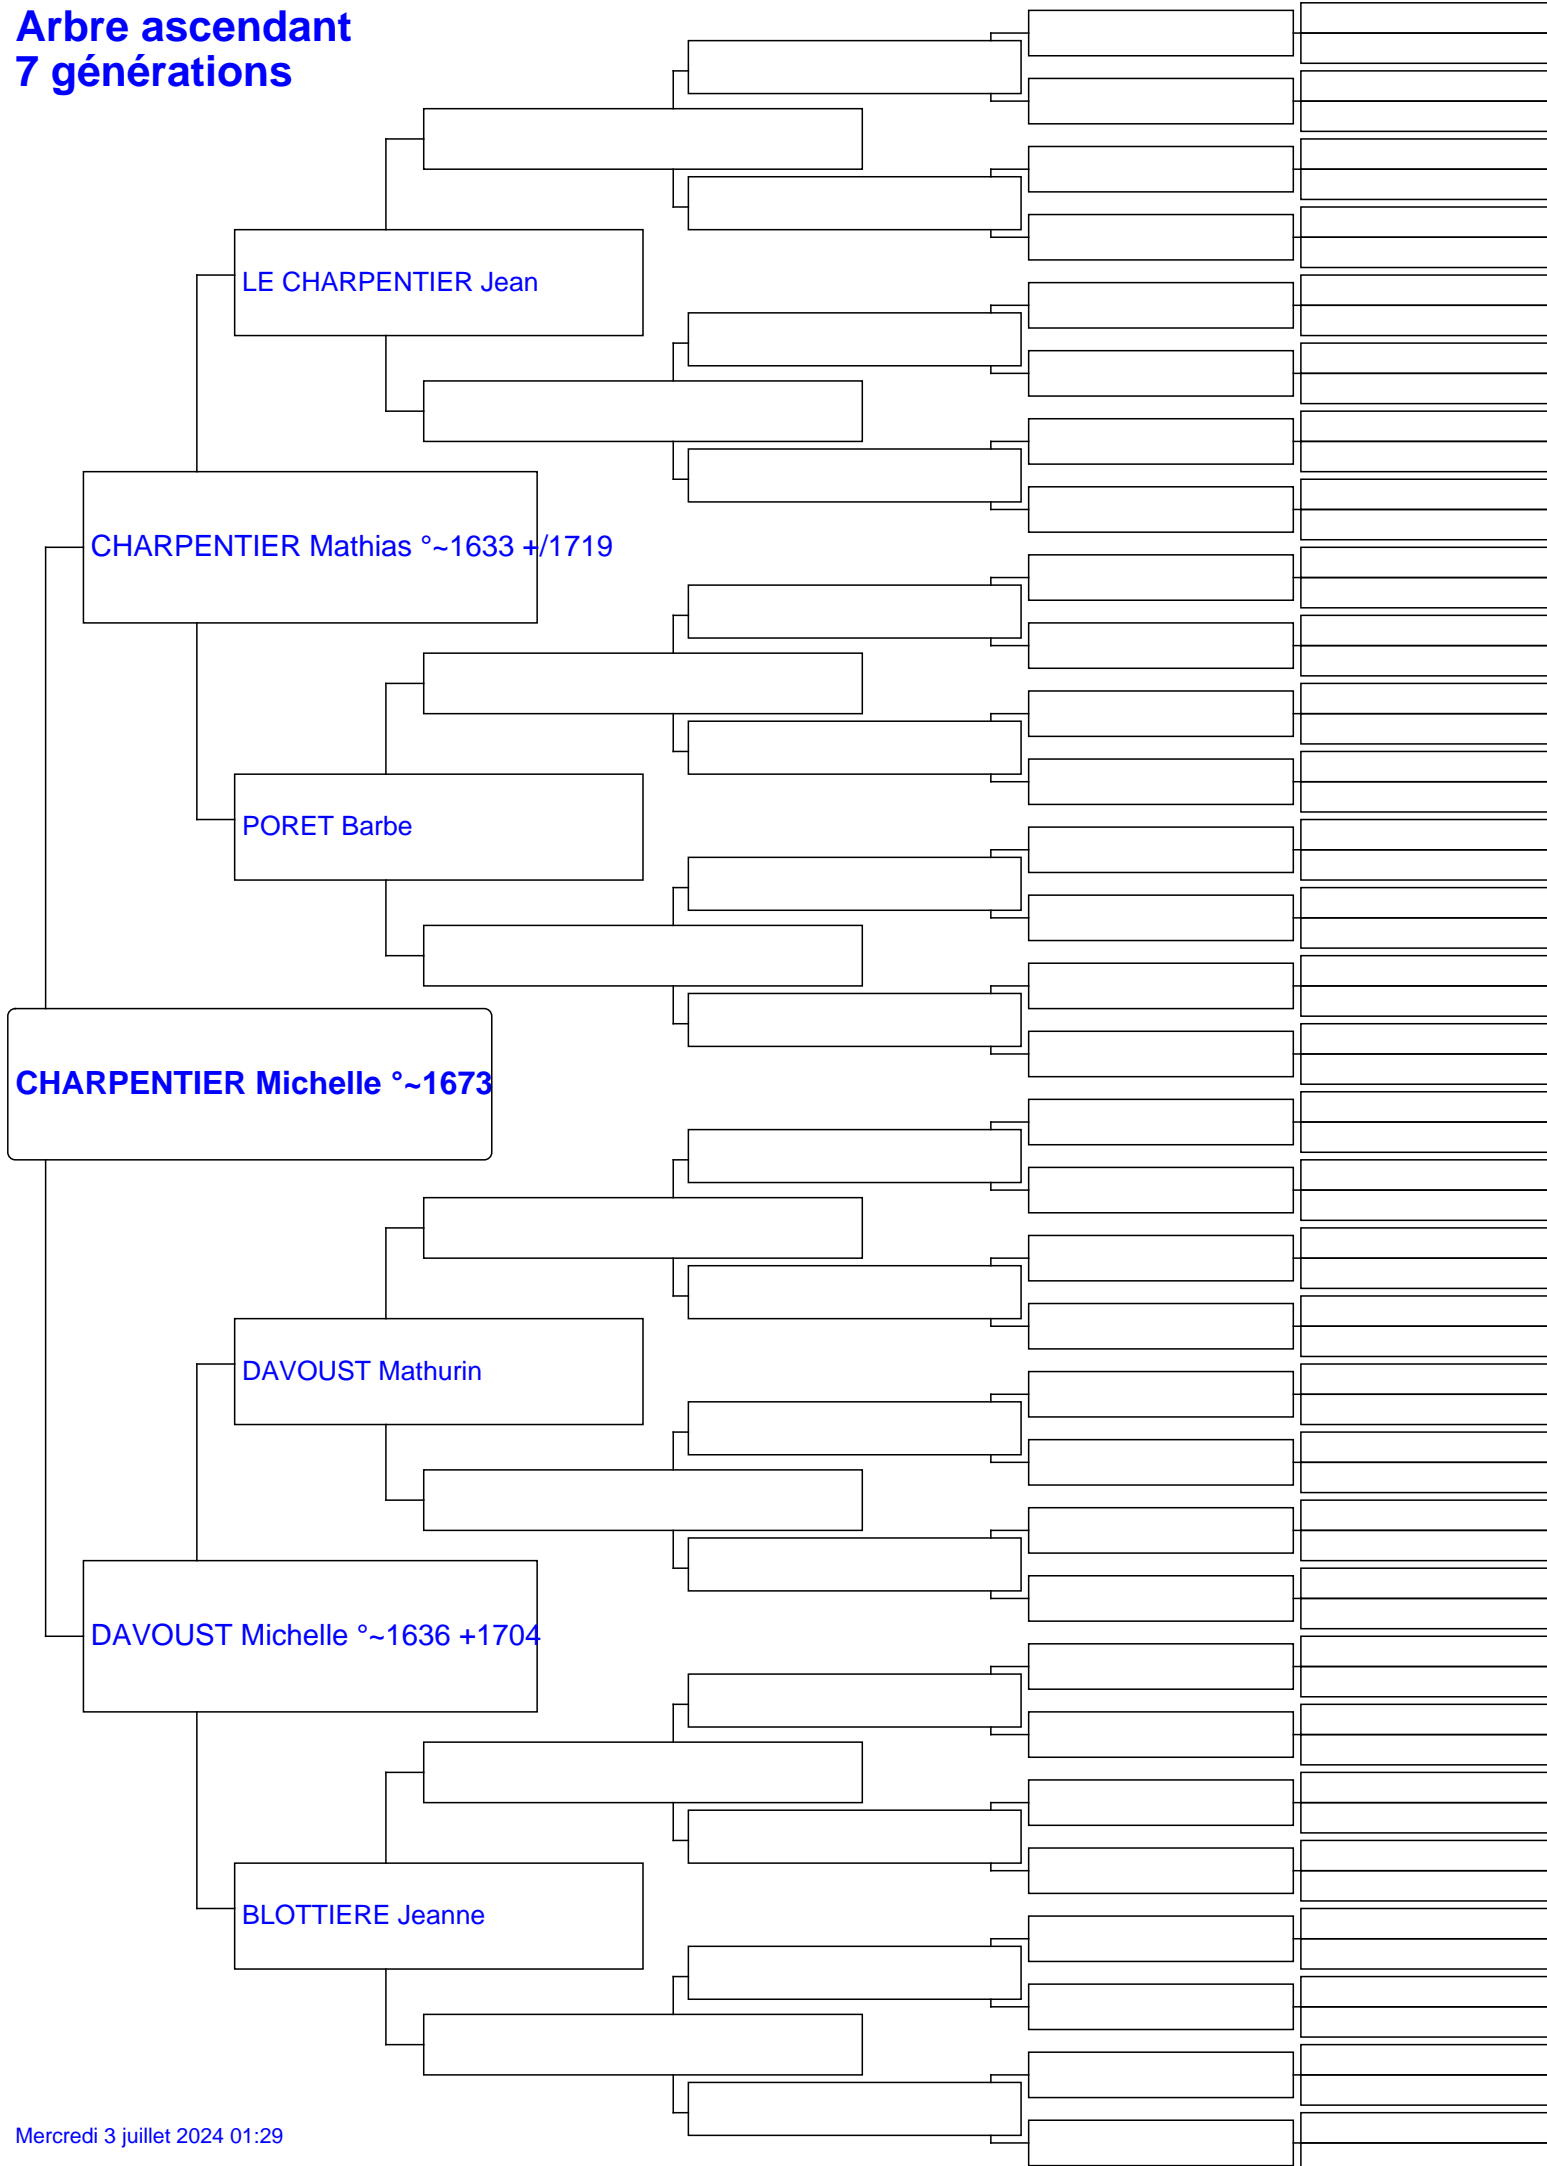 Arbre ascendant
7 générations
LE CHARPENTIER Jean
CHARPENTIER Mathias °~1633 +/1719
PORET Barbe
CHARPENTIER Michelle °~1673
DAVOUST Mathurin
DAVOUST Michelle °~1636 +1704
BLOTTIERE Jeanne
Mercredi 3 juillet 2024 01:29